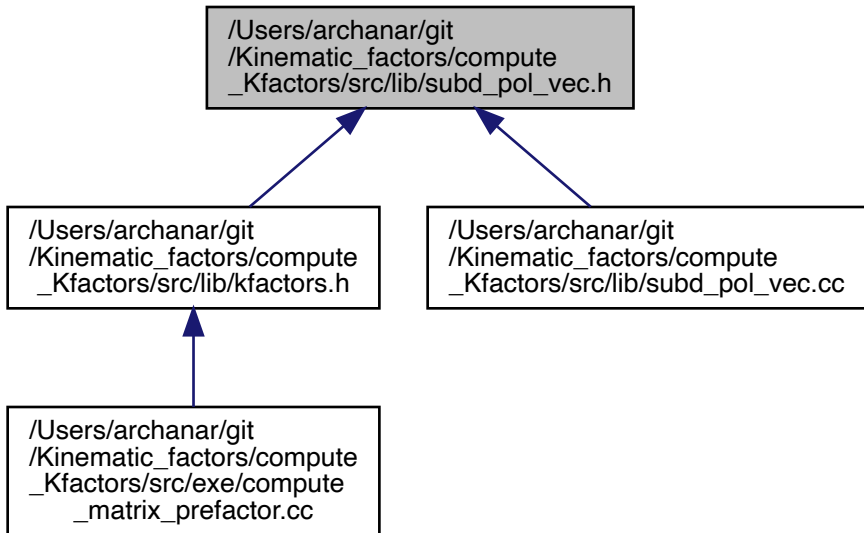 /Users/archanar/git
/Kinematic_factors/compute
_Kfactors/src/lib/subd_pol_vec.h
/Users/archanar/git
/Kinematic_factors/compute
_Kfactors/src/lib/kfactors.h
/Users/archanar/git
/Kinematic_factors/compute
_Kfactors/src/lib/subd_pol_vec.cc
/Users/archanar/git
/Kinematic_factors/compute
_Kfactors/src/exe/compute
_matrix_prefactor.cc